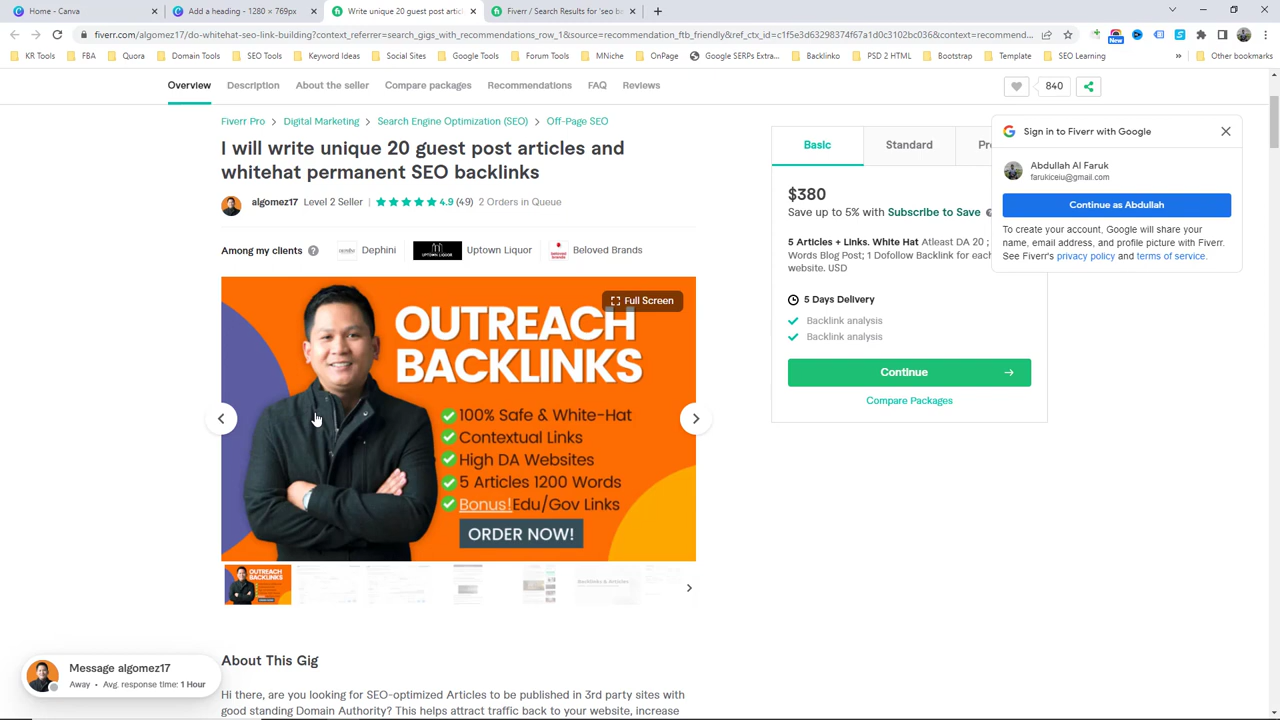 Home - Canva
Add a heading - 1280 × 769px
Write unique 20 guest post articl
Fiverr / Search Results for 'seo ba
fiverr.com/algomez17/do-whitehat-seo-link-building?context_referrer=search_gigs_with_recommendations_row_1&source=recommendation_ftb_friendly&ref_ctx_id=c1f5e3d63298374f67a1d0c2102cb036&context=recommend...
New
KR Tools
FBA
Quora
Domain Tools
SEO Tools
Keyword Ideas
Social Sites
Google Tools
Forum Tools
MNiche
OnPage
Google SERPs Extra...
Backlinko
PSD 2 HTML
Bootstrap
Template
SEO Learning
»
Other bookmarks
Overview
Description
About the seller
Compare packages
Recommendations
FAQ
Reviews
840
Fiverr Pro > Digital Marketing > Search Engine Optimization (SEO) > Off-Page SEO
I will write unique 20 guest post articles and
whitehat permanent SEO backlinks
algomez17 Level 2 Seller | ★★★★★ 4.9 (49) 2 Orders in Queue
Among my clients ?
Dephini
Uptown Liquor
Beloved Brands
Full Screen
OUTREACH
BACKLINKS
100% Safe & White-Hat
Contextual Links
High DA Websites
5 Articles 1200 Words
Bonus! Edu/Gov Links
ORDER NOW!
Backlinks & Articles
About This Gig
Hi there, are you looking for SEO-optimized Articles to be published in 3rd party sites with
good standing Domain Authority? This helps attract traffic back to your website, increase
Message algomez17
Away • Avg. response time: 1 Hour
Basic
Standard
Pr
$380
Save up to 5% with Subscribe to Save
5 Articles + Links. White Hat Atleast DA 20 ;
Words Blog Post; 1 Dofollow Backlink for each
website. USD
5 Days Delivery
Backlink analysis
Backlink analysis
Continue
Compare Packages
Sign in to Fiverr with Google
Abdullah Al Faruk
farukiceiu@gmail.com
Continue as Abdullah
To create your account, Google will share your
name, email address, and profile picture with Fiverr.
See Fiverr's privacy policy and terms of service.